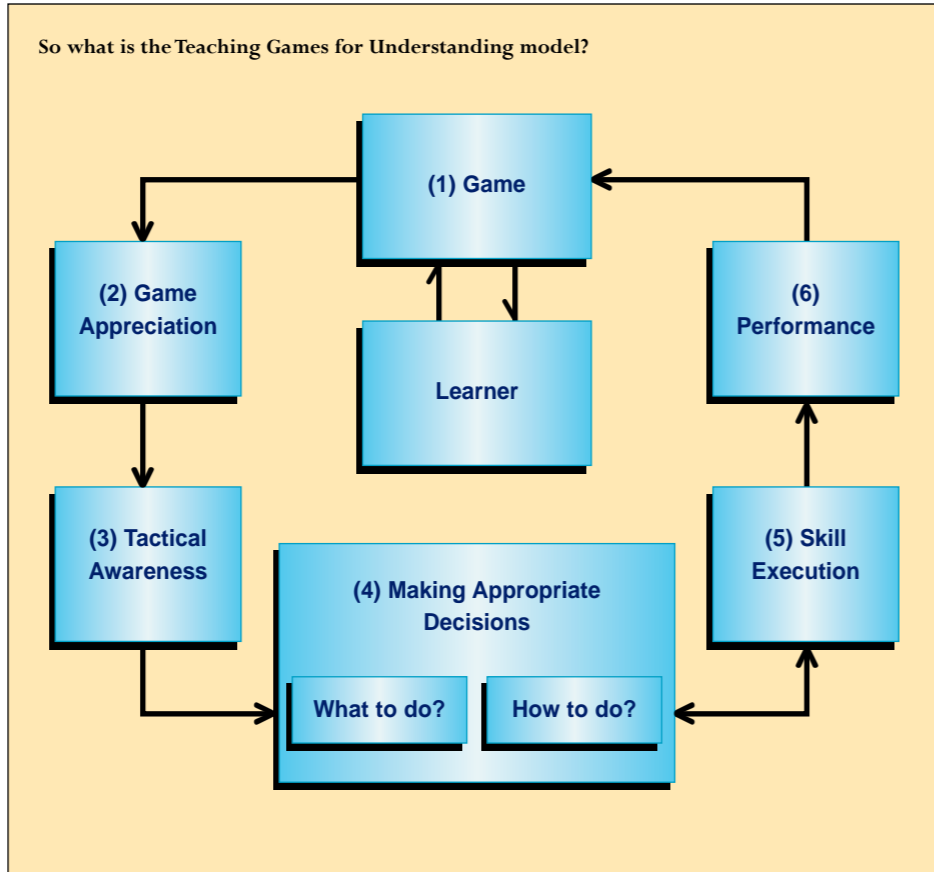 So what is the Teaching Games for Understanding model?
(1) Game
(2) Game
Appreciation
(6)
Performance
Learner
(3) Tactical
Awareness
(4) Making Appropriate
Decisions
What to do?
How to do?
(5) Skill
Execution